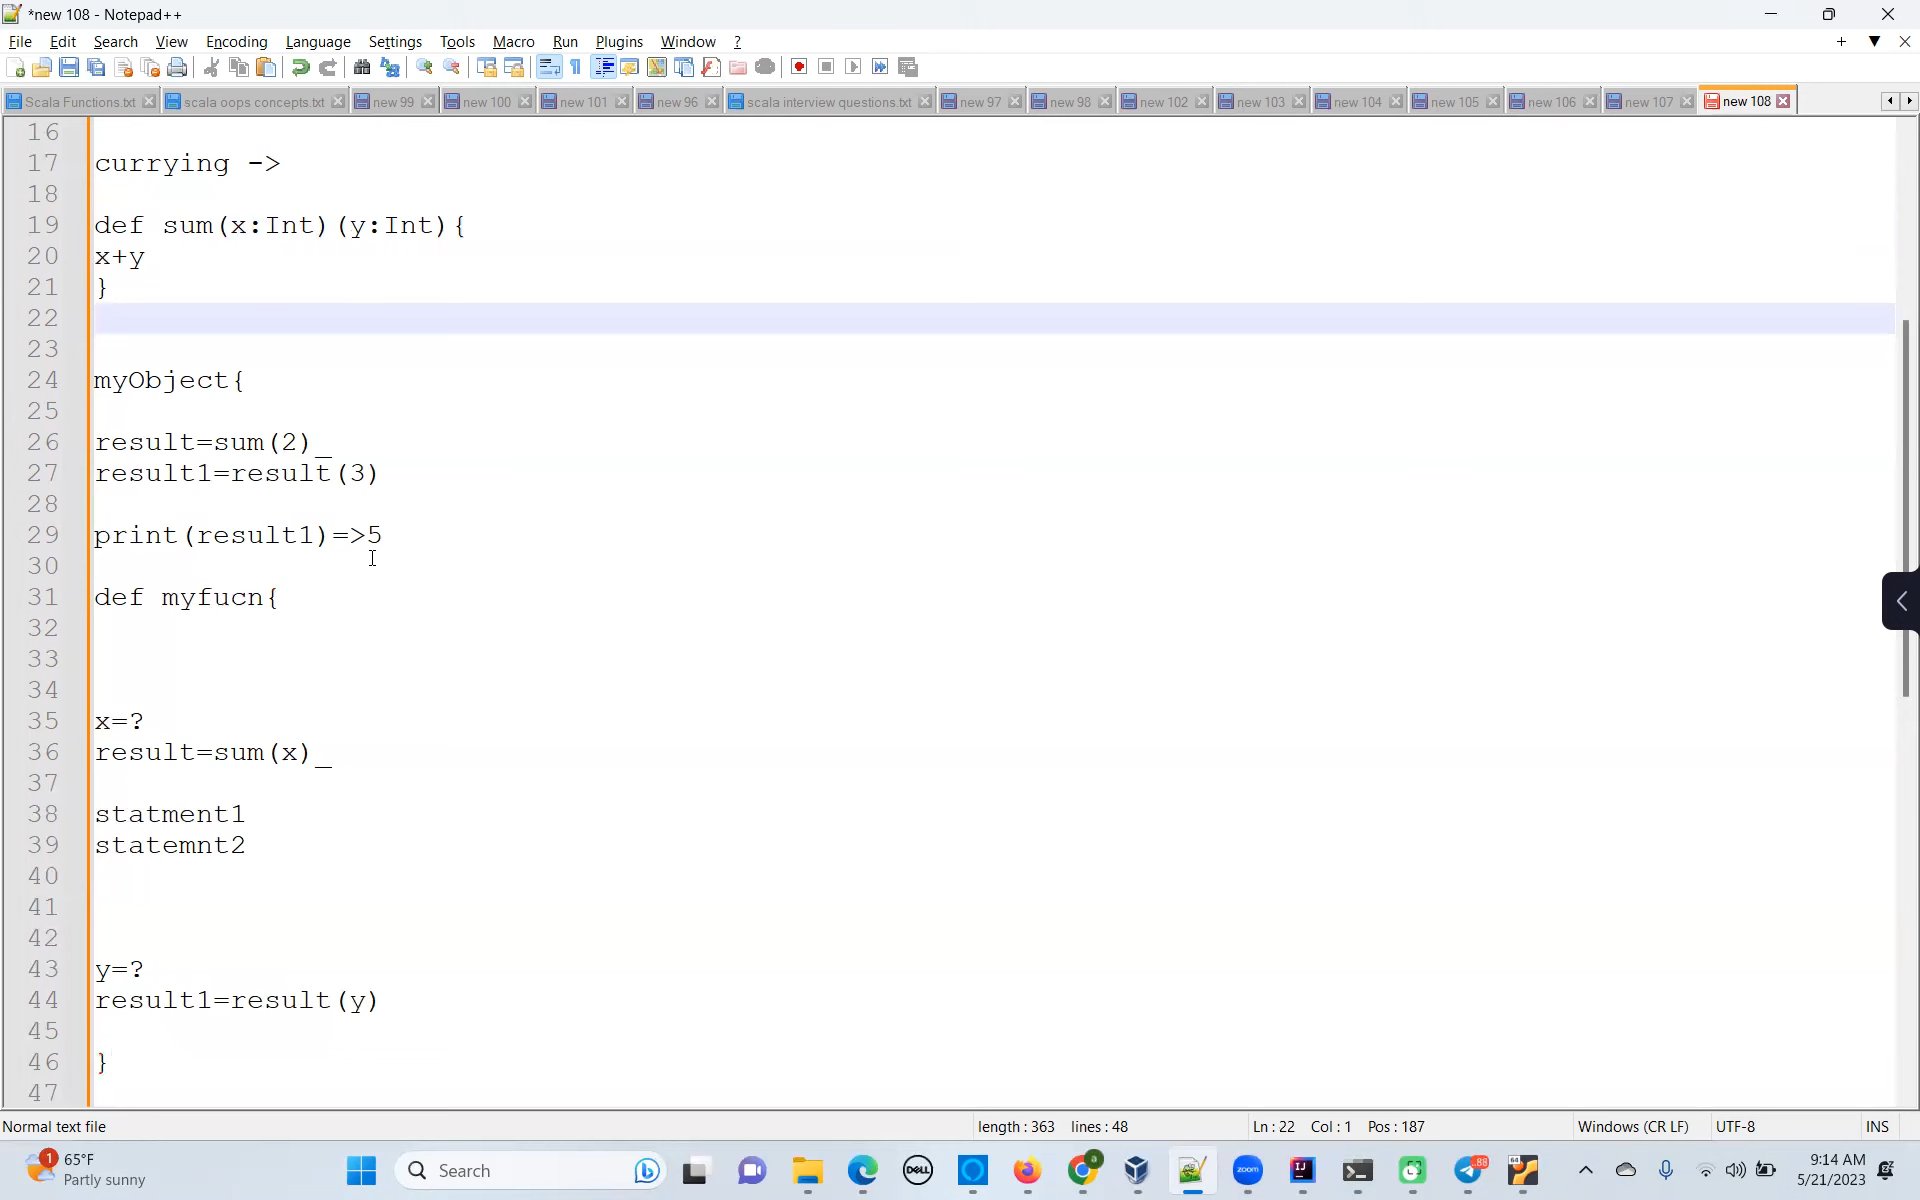 *new 108 - Notepad++
File Edit Search View Encoding Language Settings Tools Macro Run Plugins Window ?
Scala Functions.txt scala oops concepts.txt new 99 new 100 new 101 new 96 scala interview questions.txt new 97 new 98 new 102 new 103 new 104 new 105 new 106 new 107 new 108
16
17 currying ->
18
19 def sum(x:Int)(y:Int){
20 x+y
21 }
22
23
24 myObject{
25
26 result=sum(2)_
27 result1=result(3)
28
29 print(result1)=>5
30
31 def myfucn{
32
33
34
35 x=?
36 result=sum(x)_
37
38 statment1
39 statemnt2
40
41
42
43 y=?
44 result1=result(y)
45
46 }
47
Normal text file length : 363 lines : 48 Ln : 22 Col : 1 Pos : 187 Windows (CR LF) UTF-8 INS
1 65°F
Partly sunny
Search
DELL
a
zoom
IJ
88
64
9:14 AM
5/21/2023